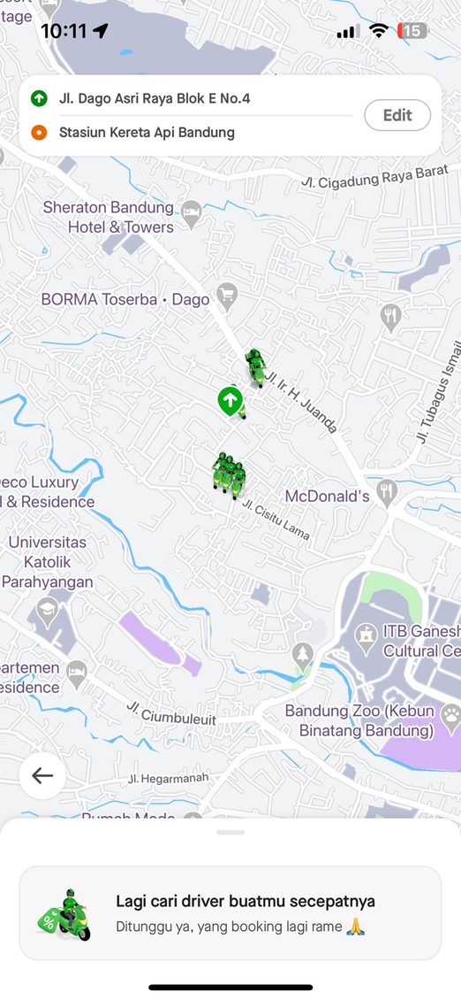 tage
10:11
15
Jl. Dago Asri Raya Blok E No.4
Edit
Stasiun Kereta Api Bandung
Jl. Cigadung Raya Barat
Sheraton Bandung
Hotel & Towers
BORMA Toserba • Dago
Jl. Ir. H. Juanda
Jl. Tubagus Ismail
eco Luxury
l & Residence
McDonald's
Jl. Cisitu Lama
Universitas
Katolik
Parahyangan
ITB Ganesh
Cultural Ce
partemen
esidence
Jl. Ciumbuleuit
Bandung Zoo (Kebun
Binatang Bandung)
Jl. Hegarmanah
%
Lagi cari driver buatmu secepatnya
Ditunggu ya, yang booking lagi rame 🙏